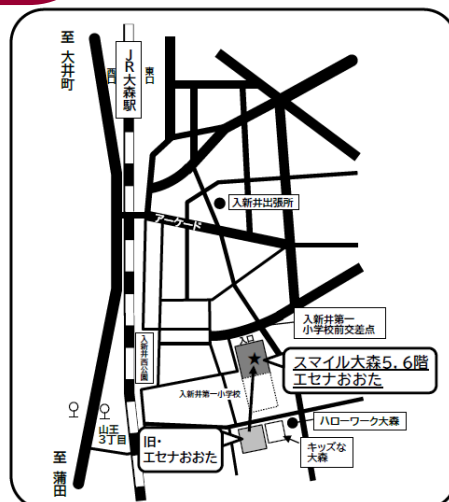 至 大井町
西口
JR大森駅
東口
入新井出張所
アーケード
入新井第一
小学校前交差点
入口
入新井西公園
★
スマイル大森5．6階
エセナおおた
入新井第一小学校
ハローワーク大森
山王
3丁目
旧・
エセナおおた
キッズな
大森
至 蒲田